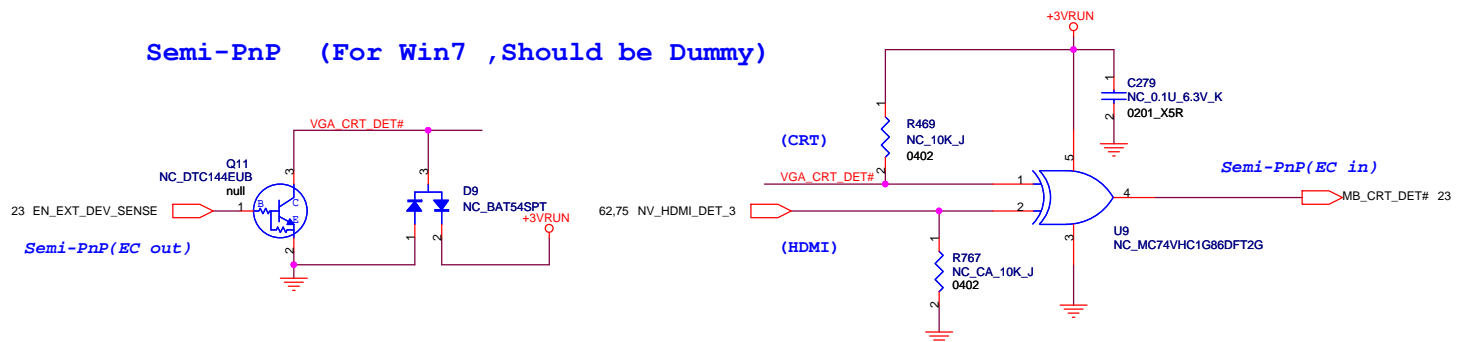 Semi-PnP (For Win7 ,Should be Dummy)
+3VRUN
1
C279
NC_0.1U_6.3V_K
2
0201_X5R
1
R469
NC_10K_J
0402
2
(CRT)
VGA_CRT_DET#
VGA_CRT_DET#
3
Q11
NC_DTC144EUB
null
B
C
E
23 EN_EXT_DEV_SENSE
1
2
Semi-PnP(EC out)
3
D9
NC_BAT54SPT
1
2
+3VRUN
5
1
2
4
3
Semi-PnP(EC in)
MB_CRT_DET# 23
U9
NC_MC74VHC1G86DFT2G
62,75 NV_HDMI_DET_3
(HDMI)
1
R767
NC_CA_10K_J
0402
2